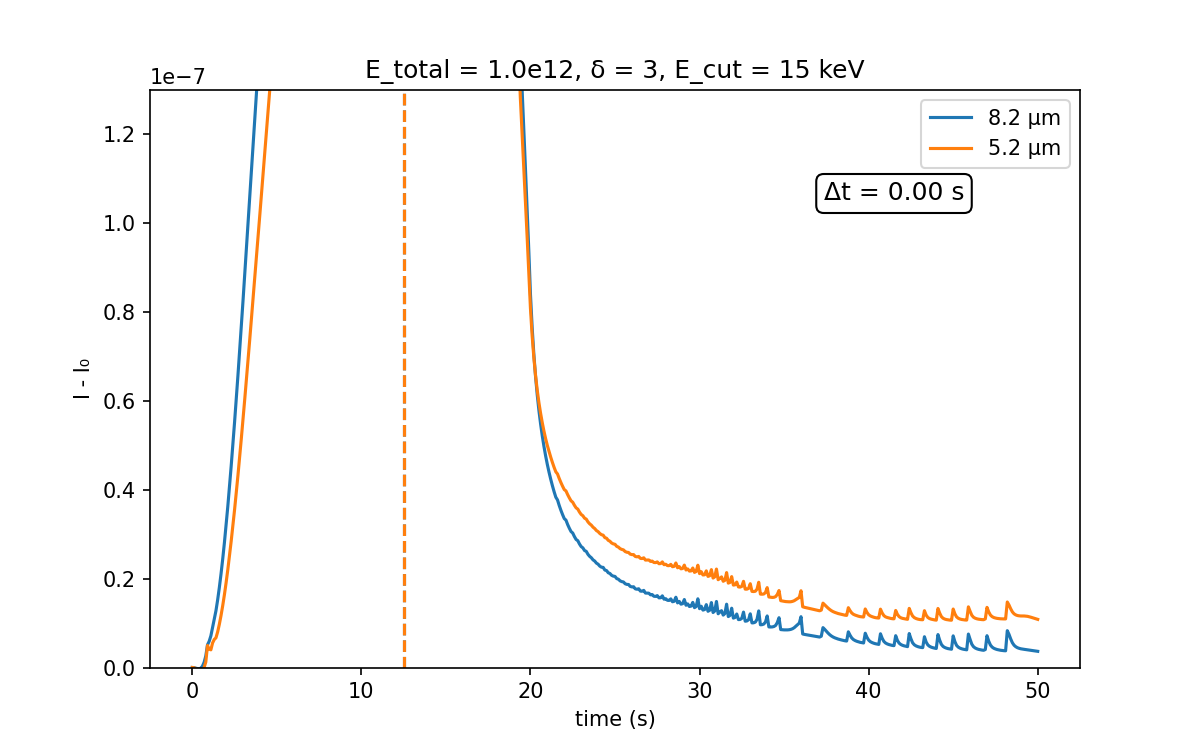 E_total = 1.0e12, δ = 3, E_cut = 15 keV
1e−7
8.2 μm
5.2 μm
Δt = 0.00 s
1.2
1.0
0.8
0.6
0.4
0.2
0.0
I - I₀
0 10 20 30 40 50
time (s)